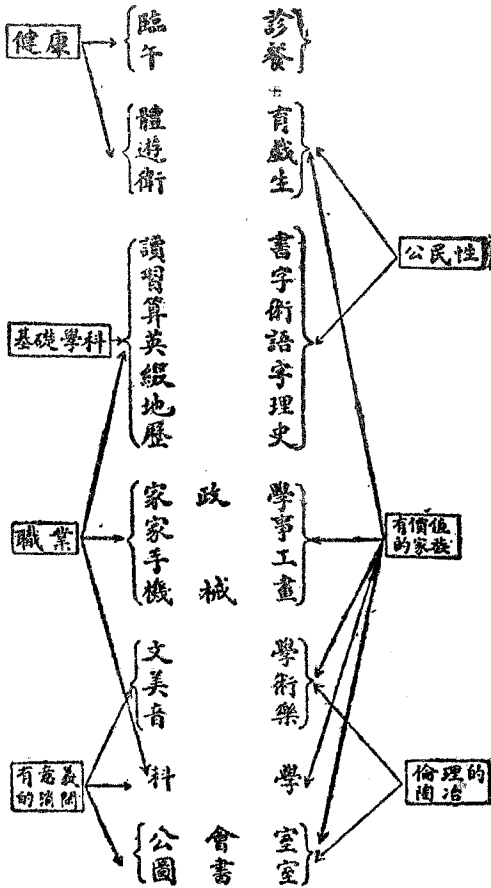 健康
臨診
午餐
體育
遊戲
衛生
公民性
讀書
習字
算術
英語
綴字
地理
歷史
基礎學科
家政學
家事
手工
機械畫
職業
有價值
的家族
文學
美術
音樂
科學
有意義
的消閒
倫理的
陶冶
公會室
圖書室